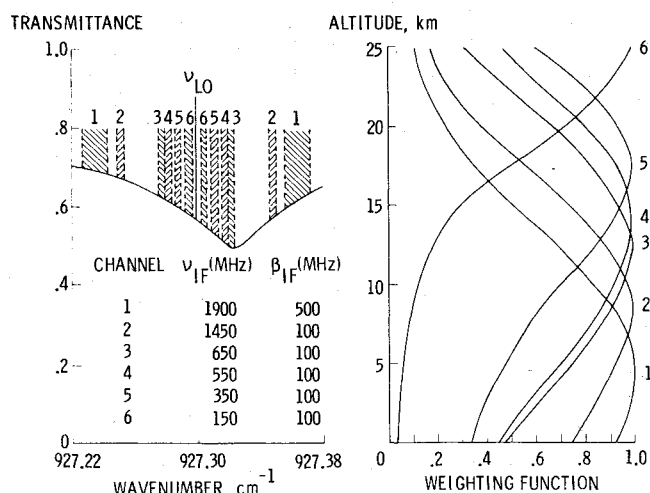 TRANSMITTANCE
1.0
.8
.6
.4
.2
0
ν LO
1 2 3 4 5 6 6 5 4 3 2 1
CHANNEL ν IF (MHz) β IF (MHz)
1 1900 500
2 1450 100
3 650 100
4 550 100
5 350 100
6 150 100
927.22 927.30 927.38
WAVENUMBER, cm-1
ALTITUDE, km
25
20
15
10
5
6
5
4
3
2
1
0 .2 .4 .6 .8 1.0
WEIGHTING FUNCTION